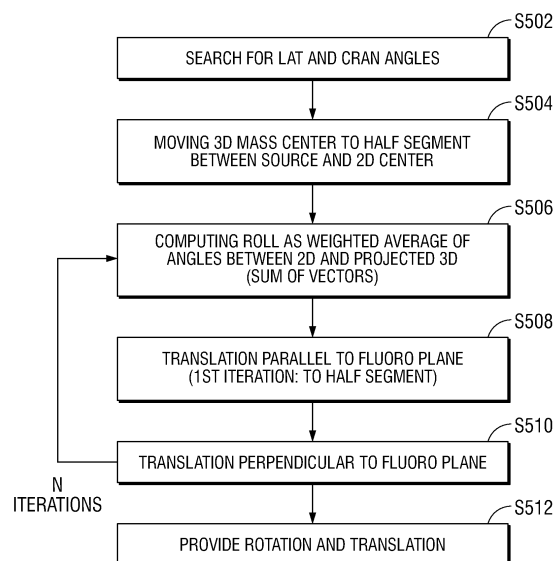 S502
SEARCH FOR LAT AND CRAN ANGLES
S504
MOVING 3D MASS CENTER TO HALF SEGMENT
BETWEEN SOURCE AND 2D CENTER
S506
COMPUTING ROLL AS WEIGHTED AVERAGE OF
ANGLES BETWEEN 2D AND PROJECTED 3D
(SUM OF VECTORS)
S508
TRANSLATION PARALLEL TO FLUORO PLANE
(1ST ITERATION: TO HALF SEGMENT)
S510
TRANSLATION PERPENDICULAR TO FLUORO PLANE
N
ITERATIONS
S512
PROVIDE ROTATION AND TRANSLATION